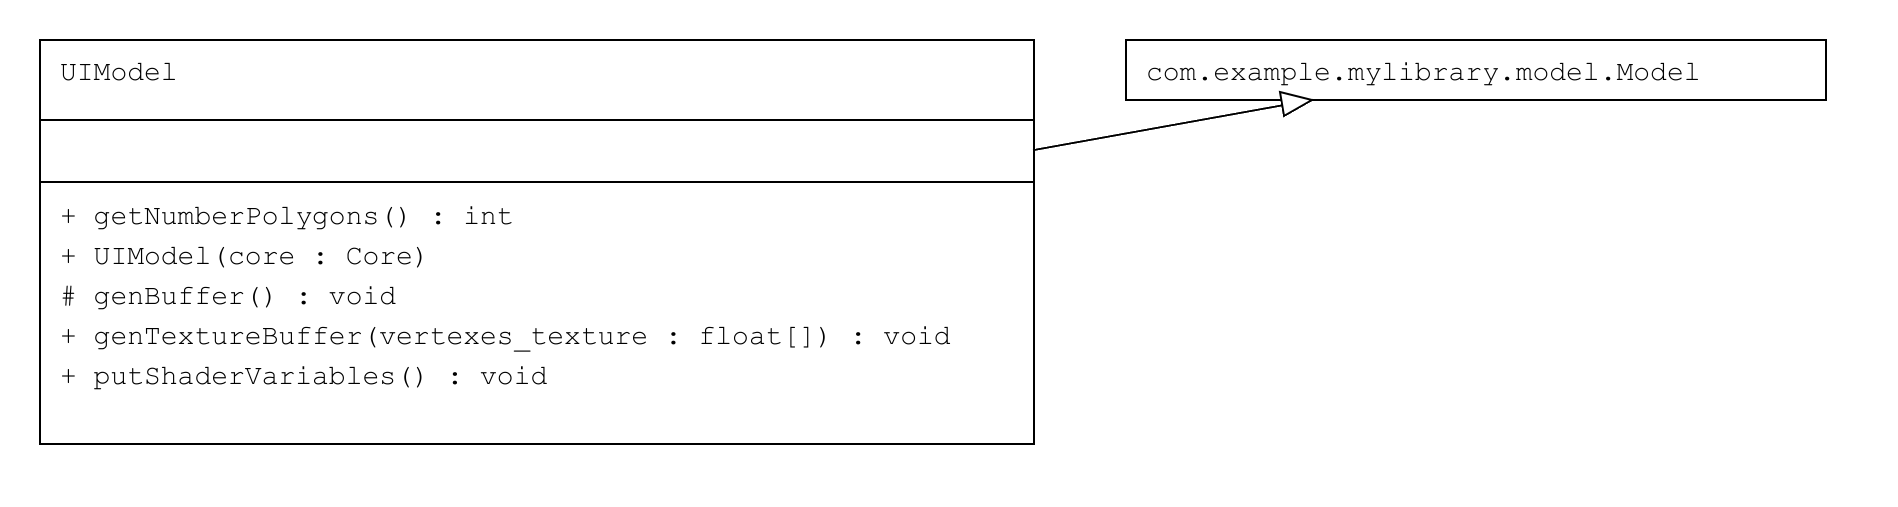 UIModel
+ getNumberPolygons() : int
+ UIModel(core : Core)
# genBuffer() : void
+ genTextureBuffer(vertexes_texture : float[]) : void
+ putShaderVariables() : void
com.example.mylibrary.model.Model